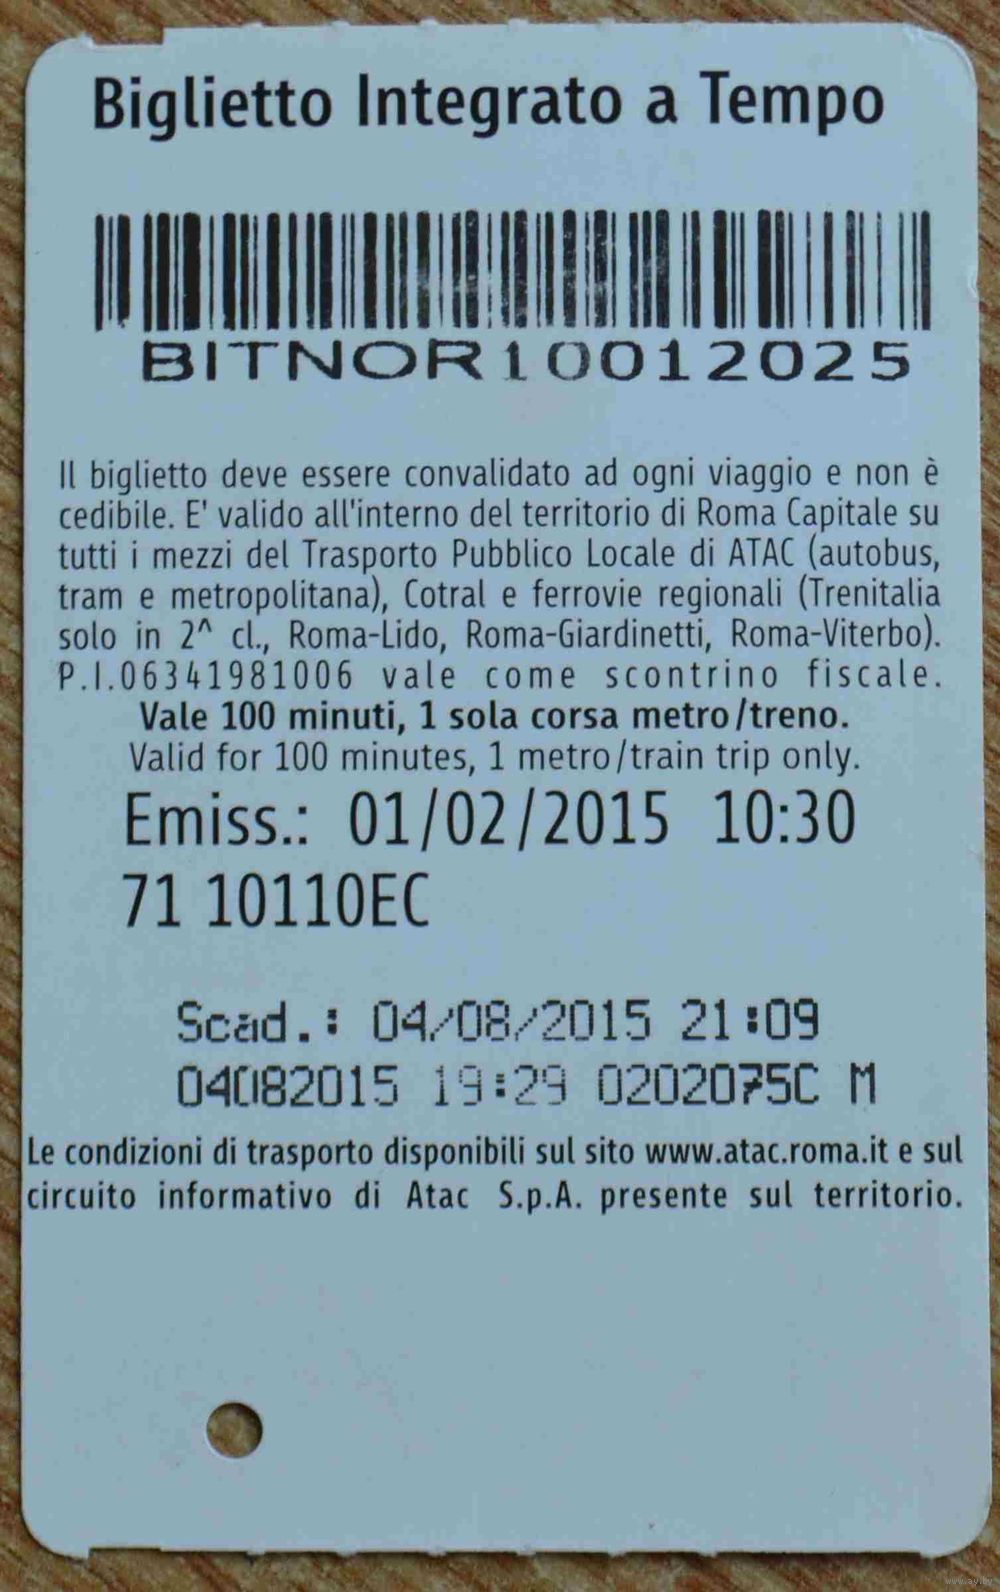 Biglietto Integrato a Tempo
BITNOR10012025
Il biglietto deve essere convalidato ad ogni viaggio e non è
cedibile. E' valido all'interno del territorio di Roma Capitale su
tutti i mezzi del Trasporto Pubblico Locale di ATAC (autobus,
tram e metropolitana), Cotral e ferrovie regionali (Trenitalia
solo in 2^ cl., Roma-Lido, Roma-Giardinetti, Roma-Viterbo).
P.I.06341981006 vale come scontrino fiscale.
Vale 100 minuti, 1 sola corsa metro/treno.
Valid for 100 minutes, 1 metro/train trip only.
Emiss.: 01/02/2015 10:30
71 10110EC
Scad.: 04/08/2015 21:09
04082015 19:29 0202075C M
Le condizioni di trasporto disponibili sul sito www.atac.roma.it e sul
circuito informativo di Atac S.p.A. presente sul territorio.
www.ay.by